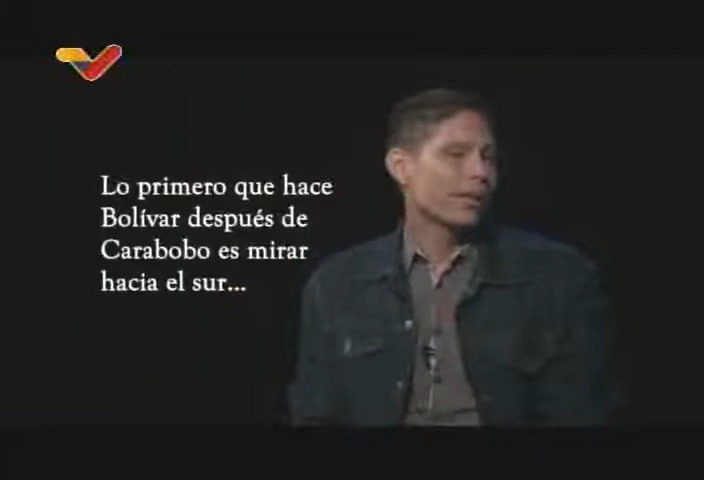 Lo primero que hace
Bolívar después de
Carabobo es mirar
hacia el sur...